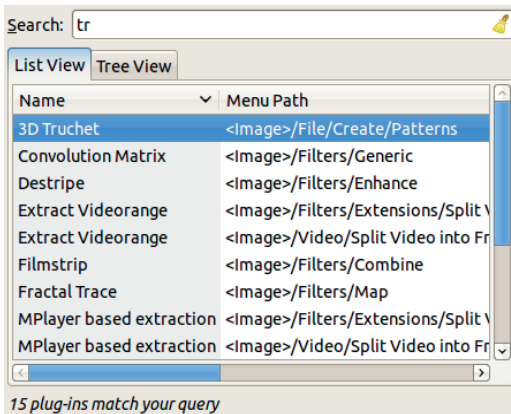 Search: tr
List View Tree View
Name Menu Path
3D Truchet <Image>/File/Create/Patterns
Convolution Matrix <Image>/Filters/Generic
Destripe <Image>/Filters/Enhance
Extract Videorange <Image>/Filters/Extensions/Split V
Extract Videorange <Image>/Video/Split Video into Fr
Filmstrip <Image>/Filters/Combine
Fractal Trace <Image>/Filters/Map
MPlayer based extraction <Image>/Filters/Extensions/Split V
MPlayer based extraction <Image>/Video/Split Video into Fr
15 plug-ins match your query